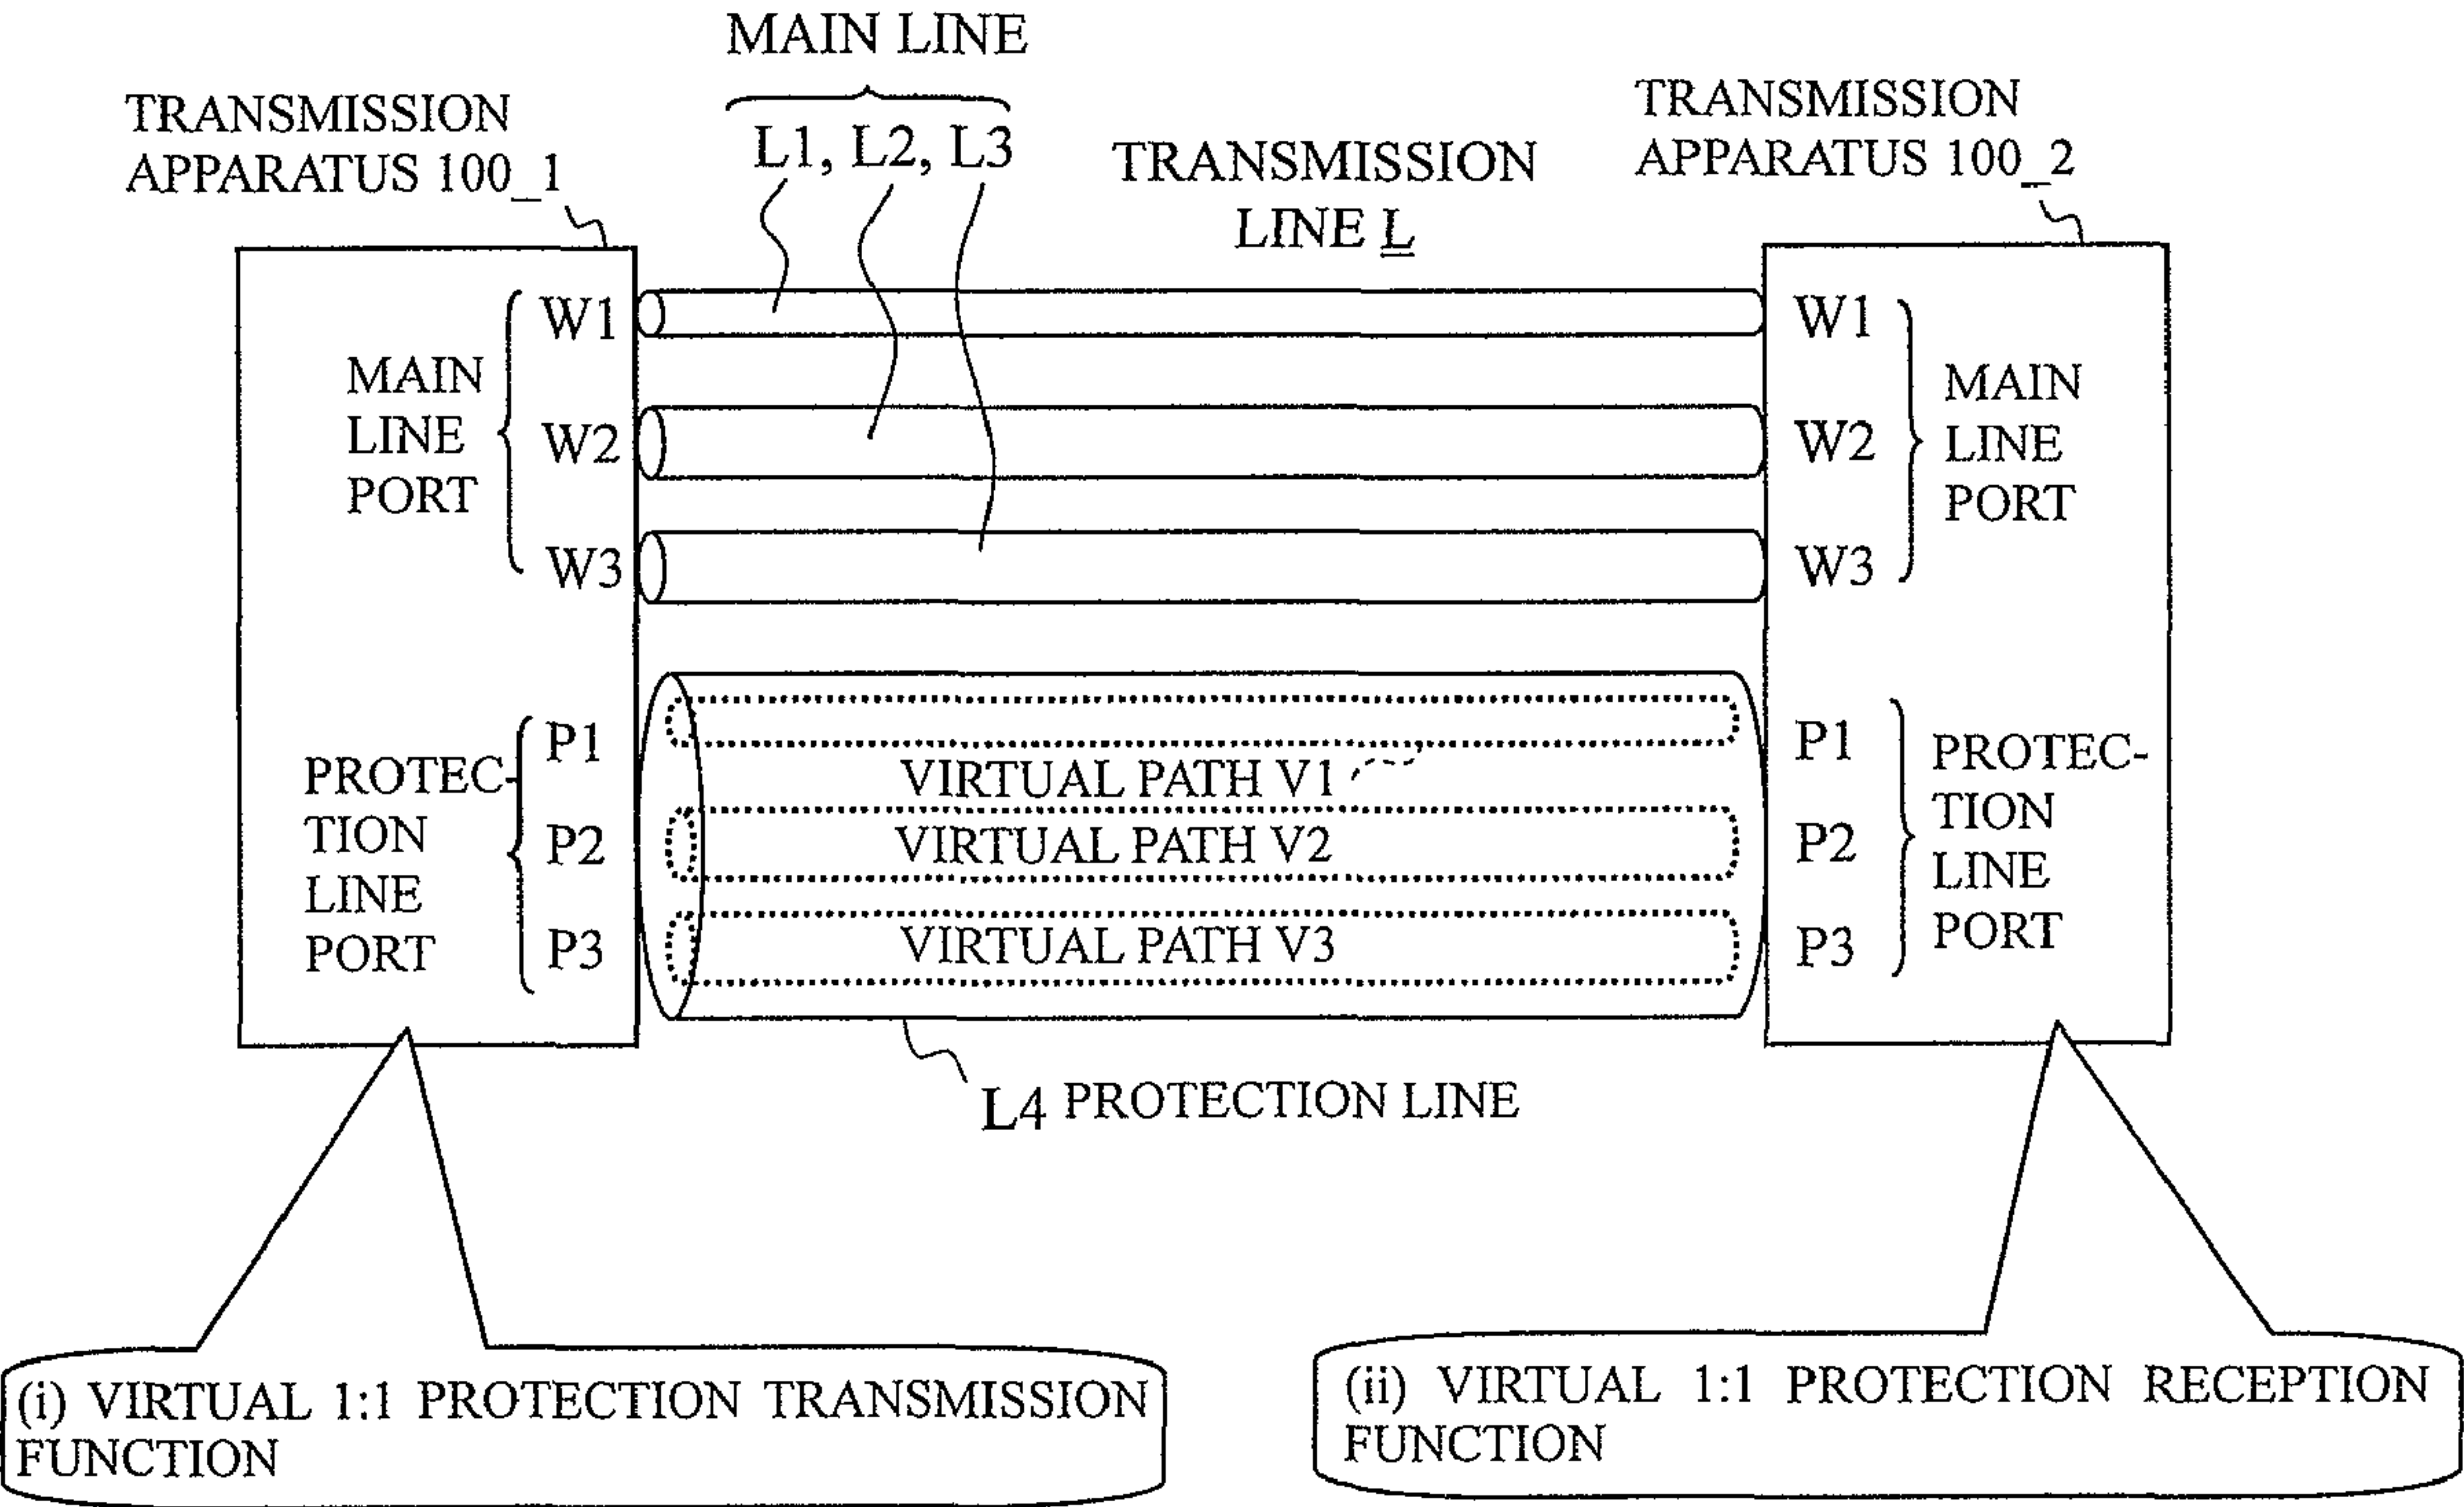 MAIN LINE
L1, L2, L3
TRANSMISSION
APPARATUS 100_1
TRANSMISSION
LINE L
TRANSMISSION
APPARATUS 100_2
MAIN
LINE
PORT
W1
W2
W3
W1
W2
W3
MAIN
LINE
PORT
PROTEC-
TION
LINE
PORT
P1
P2
P3
VIRTUAL PATH V1
VIRTUAL PATH V2
VIRTUAL PATH V3
P1
P2
P3
PROTEC-
TION
LINE
PORT
L4 PROTECTION LINE
(i) VIRTUAL 1:1 PROTECTION TRANSMISSION
FUNCTION
(ii) VIRTUAL 1:1 PROTECTION RECEPTION
FUNCTION